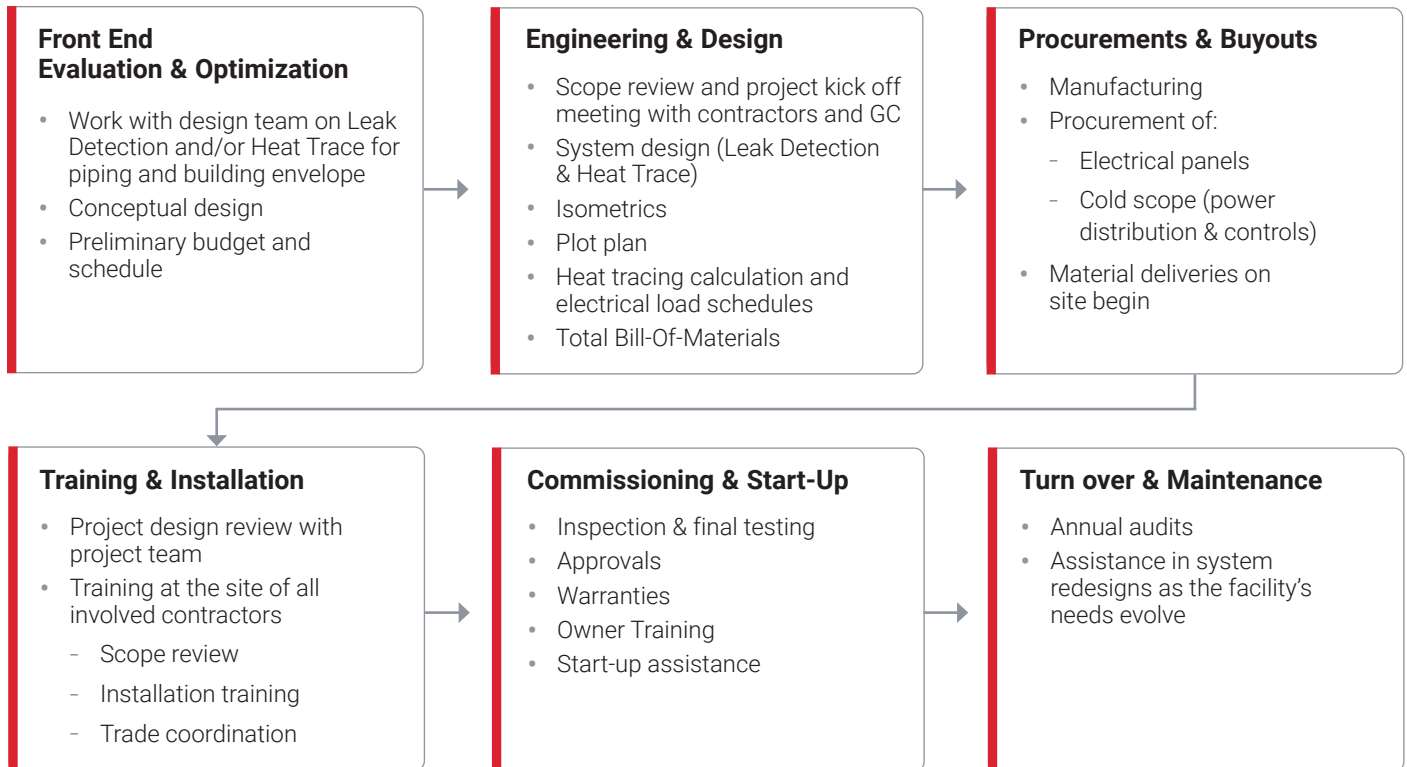 Front End
Evaluation & Optimization
• Work with design team on Leak
Detection and/or Heat Trace for
piping and building envelope
• Conceptual design
• Preliminary budget and
schedule
Engineering & Design
• Scope review and project kick off
meeting with contractors and GC
• System design (Leak Detection
& Heat Trace)
• Isometrics
• Plot plan
• Heat tracing calculation and
electrical load schedules
• Total Bill-Of-Materials
Procurements & Buyouts
• Manufacturing
• Procurement of:
- Electrical panels
- Cold scope (power
distribution & controls)
• Material deliveries on
site begin
Training & Installation
• Project design review with
project team
• Training at the site of all
involved contractors
- Scope review
- Installation training
- Trade coordination
Commissioning & Start-Up
• Inspection & final testing
• Approvals
• Warranties
• Owner Training
• Start-up assistance
Turn over & Maintenance
• Annual audits
• Assistance in system
redesigns as the facility's
needs evolve